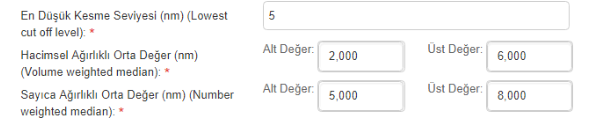 En Düşük Kesme Seviyesi (nm) (Lowest cut off level): * 5
Hacimsel Ağırlıklı Orta Değer (nm) (Volume weighted median): * Alt Değer: 2,000 Üst Değer: 6,000
Sayıca Ağırlıklı Orta Değer (nm) (Number weighted median): * Alt Değer: 5,000 Üst Değer: 8,000